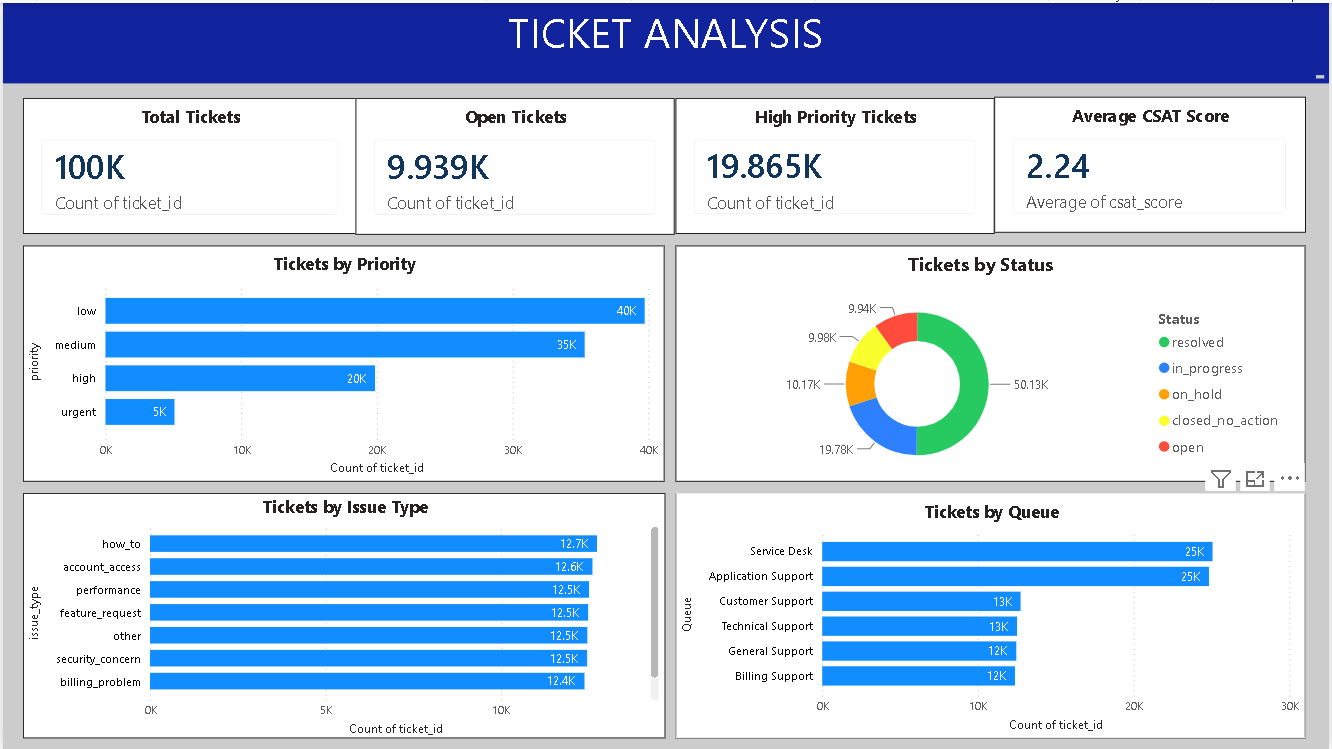 TICKET ANALYSIS
Total Tickets
100K
Count of ticket_id
Open Tickets
9.939K
Count of ticket_id
High Priority Tickets
19.865K
Count of ticket_id
Average CSAT Score
2.24
Average of csat_score
Tickets by Priority
priority
low 40K
medium 35K
high 20K
urgent 5K
0K 10K 20K 30K 40K
Count of ticket_id
Tickets by Status
9.94K
9.98K
10.17K
19.78K
50.13K
Status
resolved
in_progress
on_hold
closed_no_action
open
Tickets by Issue Type
issue_type
how_to 12.7K
account_access 12.6K
performance 12.5K
feature_request 12.5K
other 12.5K
security_concern 12.5K
billing_problem 12.4K
0K 5K 10K
Count of ticket_id
Tickets by Queue
Queue
Service Desk 25K
Application Support 25K
Customer Support 13K
Technical Support 13K
General Support 12K
Billing Support 12K
0K 10K 20K 30K
Count of ticket_id